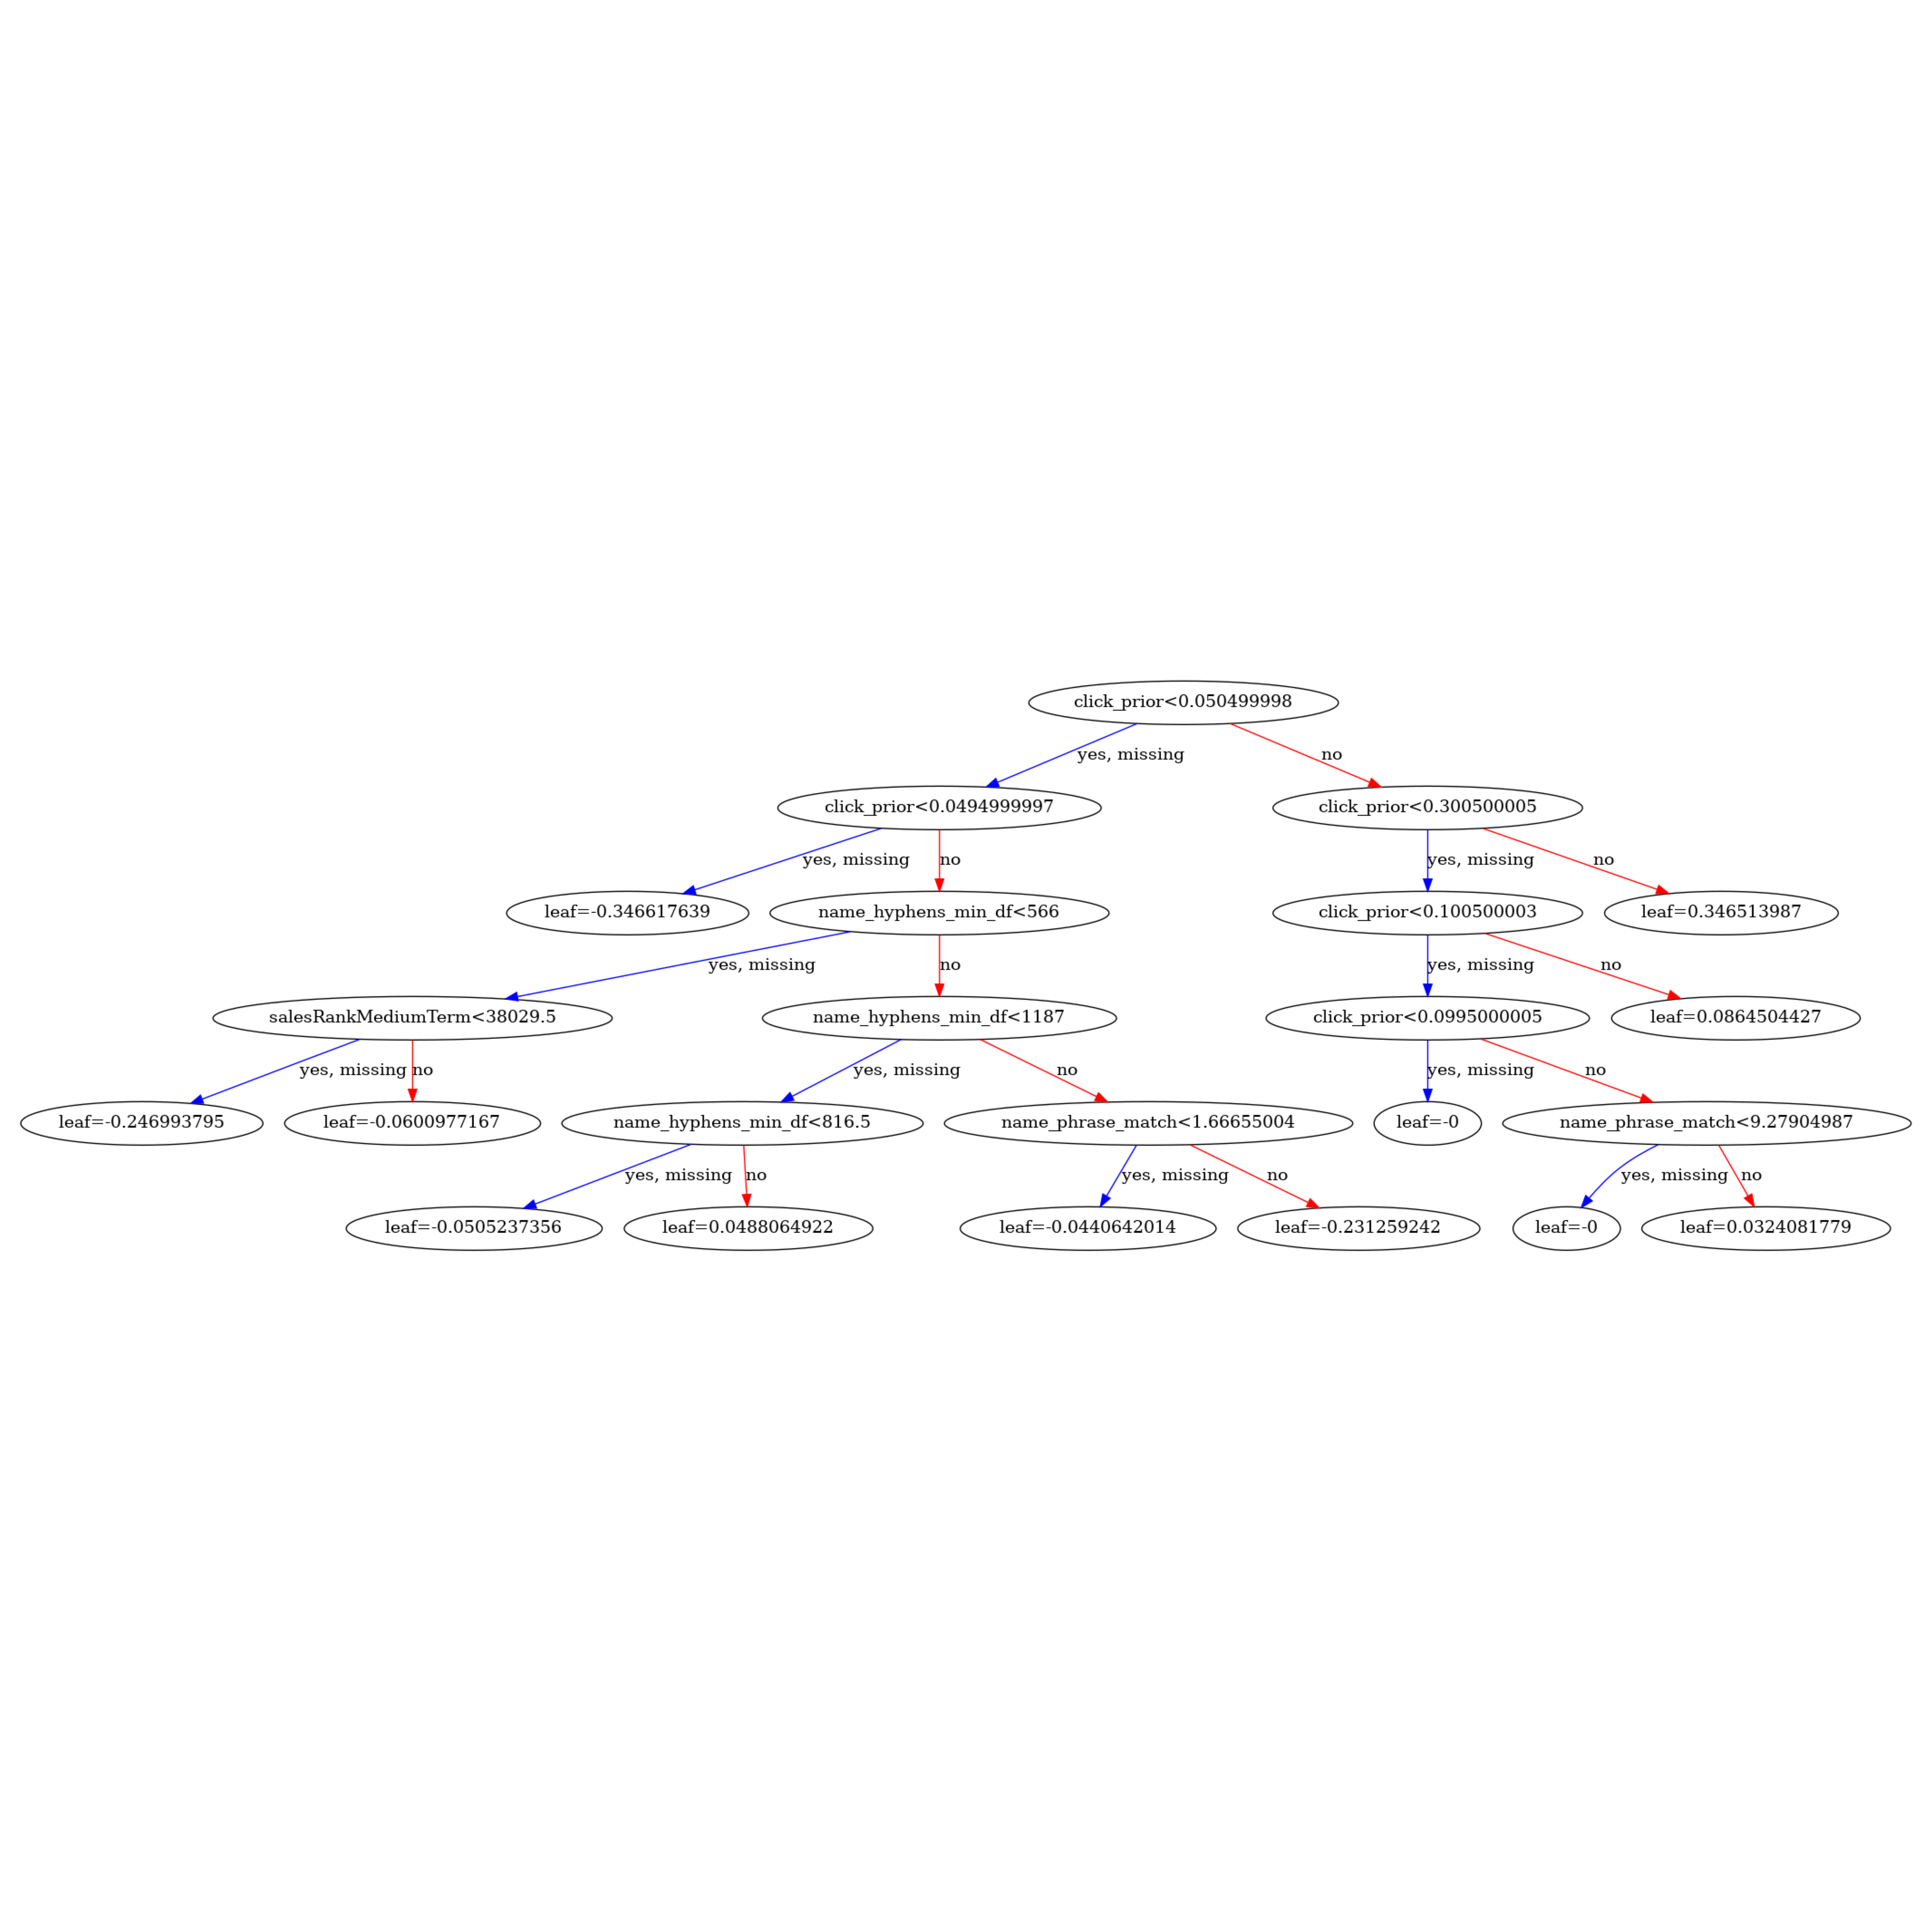 click_prior<0.050499998
yes, missing
no
click_prior<0.0494999997
click_prior<0.300500005
yes, missing
no
yes, missing
no
leaf=-0.346617639
name_hyphens_min_df<566
click_prior<0.100500003
leaf=0.346513987
yes, missing
no
yes, missing
no
salesRankMediumTerm<38029.5
name_hyphens_min_df<1187
click_prior<0.0995000005
leaf=0.0864504427
yes, missing
no
yes, missing
no
yes, missing
no
leaf=-0.246993795
leaf=-0.0600977167
name_hyphens_min_df<816.5
name_phrase_match<1.66655004
leaf=-0
name_phrase_match<9.27904987
yes, missing
no
yes, missing
no
yes, missing
no
leaf=-0.0505237356
leaf=0.0488064922
leaf=-0.0440642014
leaf=-0.231259242
leaf=-0
leaf=0.0324081779